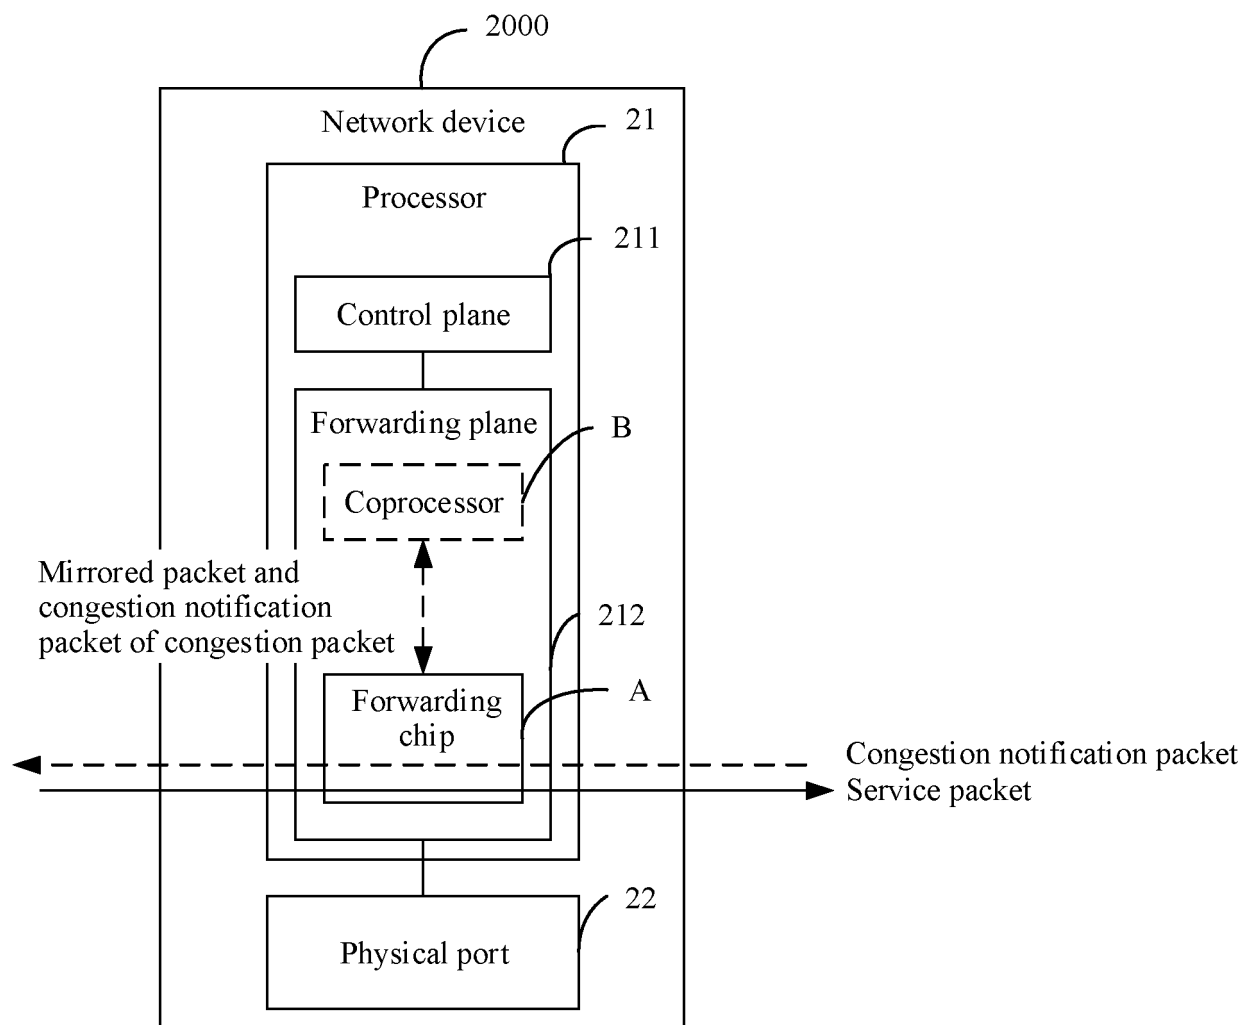 2000
Network device
21
Processor
211
Control plane
Forwarding plane
B
Coprocessor
Mirrored packet and
congestion notification
packet of congestion packet
212
A
Forwarding
chip
Congestion notification packet
Service packet
22
Physical port